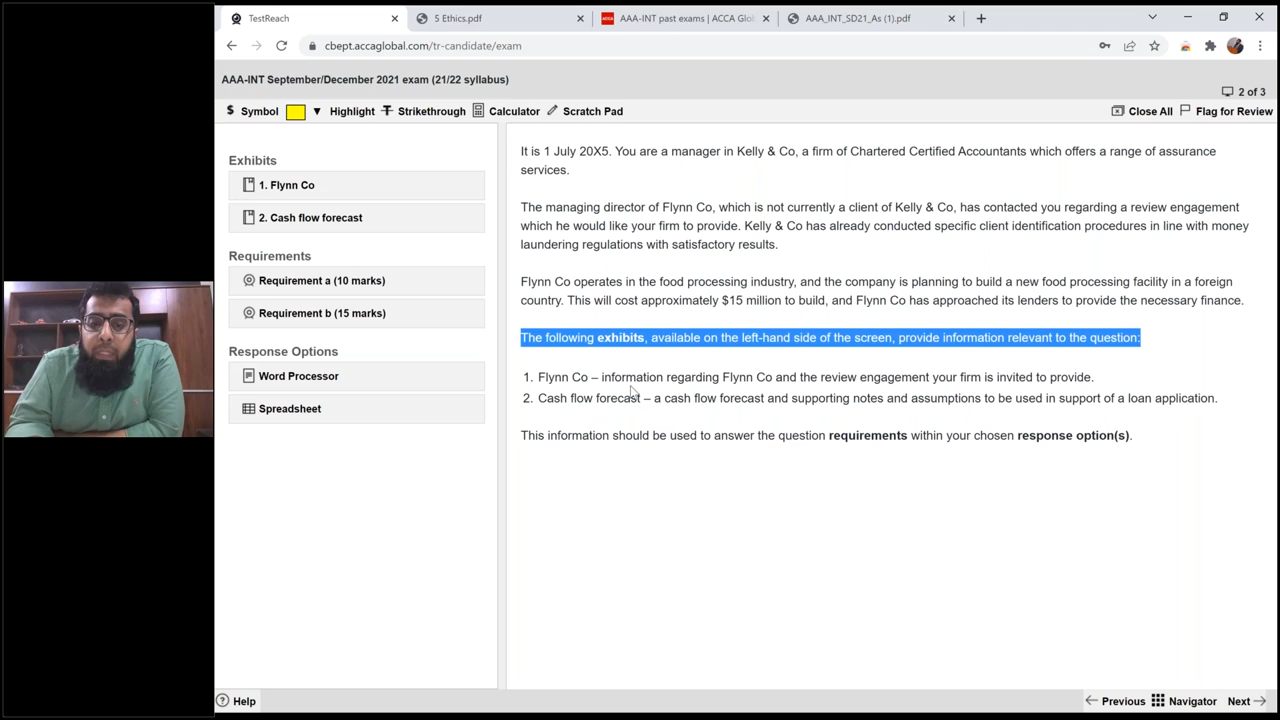 TestReach
5 Ethics.pdf
AAA-INT past exams | ACCA Glo
AAA_INT_SD21_As (1).pdf
cbept.accaglobal.com/tr-candidate/exam
AAA-INT September/December 2021 exam (21/22 syllabus)
2 of 3
$ Symbol Highlight Strikethrough Calculator Scratch Pad Close All Flag for Review
Exhibits
1. Flynn Co
2. Cash flow forecast
Requirements
Requirement a (10 marks)
Requirement b (15 marks)
Response Options
Word Processor
Spreadsheet
It is 1 July 20X5. You are a manager in Kelly & Co, a firm of Chartered Certified Accountants which offers a range of assurance
services.
The managing director of Flynn Co, which is not currently a client of Kelly & Co, has contacted you regarding a review engagement
which he would like your firm to provide. Kelly & Co has already conducted specific client identification procedures in line with money
laundering regulations with satisfactory results.
Flynn Co operates in the food processing industry, and the company is planning to build a new food processing facility in a foreign
country. This will cost approximately $15 million to build, and Flynn Co has approached its lenders to provide the necessary finance.
The following exhibits, available on the left-hand side of the screen, provide information relevant to the question:
1. Flynn Co – information regarding Flynn Co and the review engagement your firm is invited to provide.
2. Cash flow forecast – a cash flow forecast and supporting notes and assumptions to be used in support of a loan application.
This information should be used to answer the question requirements within your chosen response option(s).
Help
Previous Navigator Next